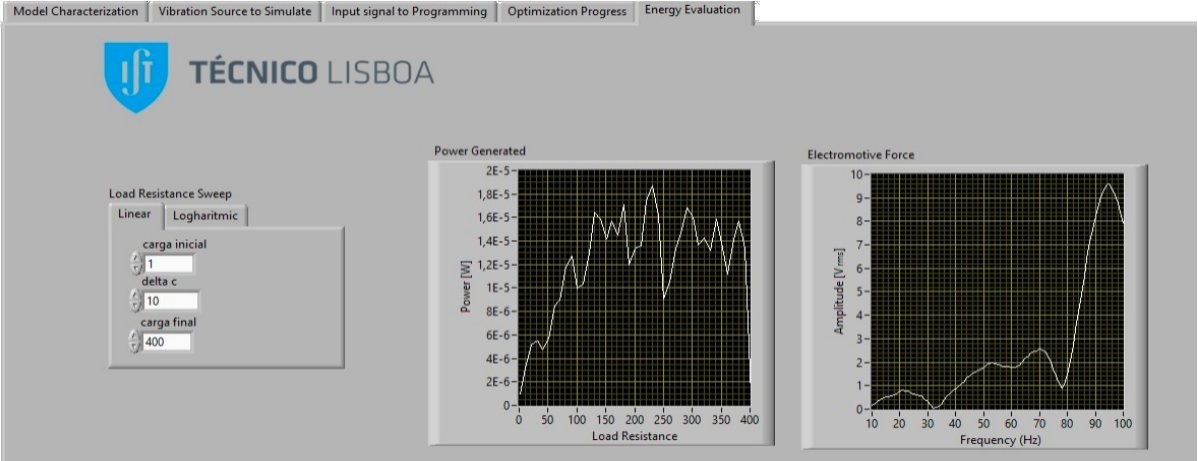 Model Characterization Vibration Source to Simulate Input signal to Programming Optimization Progress Energy Evaluation
TÉCNICO LISBOA
Load Resistance Sweep
Linear Logharitmic
carga inicial
1
delta c
10
carga final
400
Power Generated
Power [W]
2E-5
1,8E-5
1,6E-5
1,4E-5
1,2E-5
1E-5
8E-6
6E-6
4E-6
2E-6
0
0 50 100 150 200 250 300 350 400
Load Resistance
Electromotive Force
Amplitude [V rms]
10
9
8
7
6
5
4
3
2
1
0
10 20 30 40 50 60 70 80 90 100
Frequency (Hz)